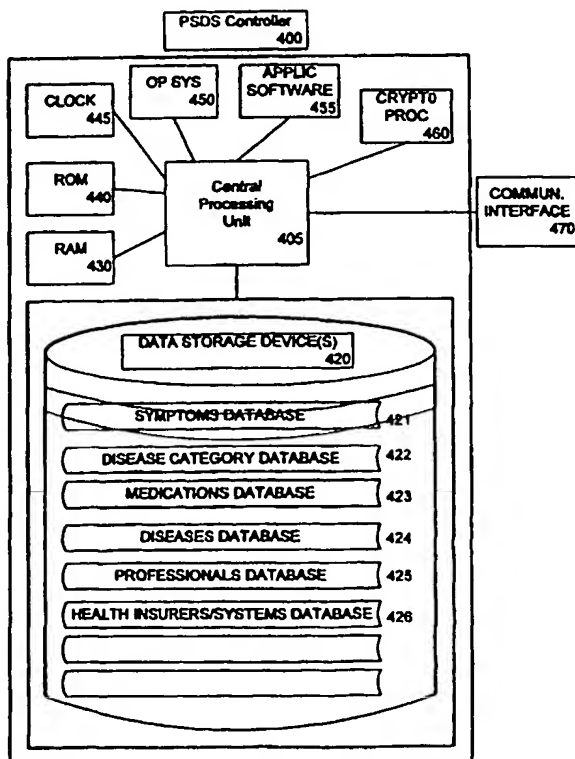 PSDS Controller
400
CLOCK
445
OP SYS
450
APPLIC
SOFTWARE
455
CRYPT0
PROC
460
ROM
440
Central
Processing
Unit
405
COMMUN.
INTERFACE
470
RAM
430
DATA STORAGE DEVICE(S)
420
SYMPTOMS DATABASE
421
DISEASE CATEGORY DATABASE
422
MEDICATIONS DATABASE
423
DISEASES DATABASE
424
PROFESSIONALS DATABASE
425
HEALTH INSURERS/SYSTEMS DATABASE
426